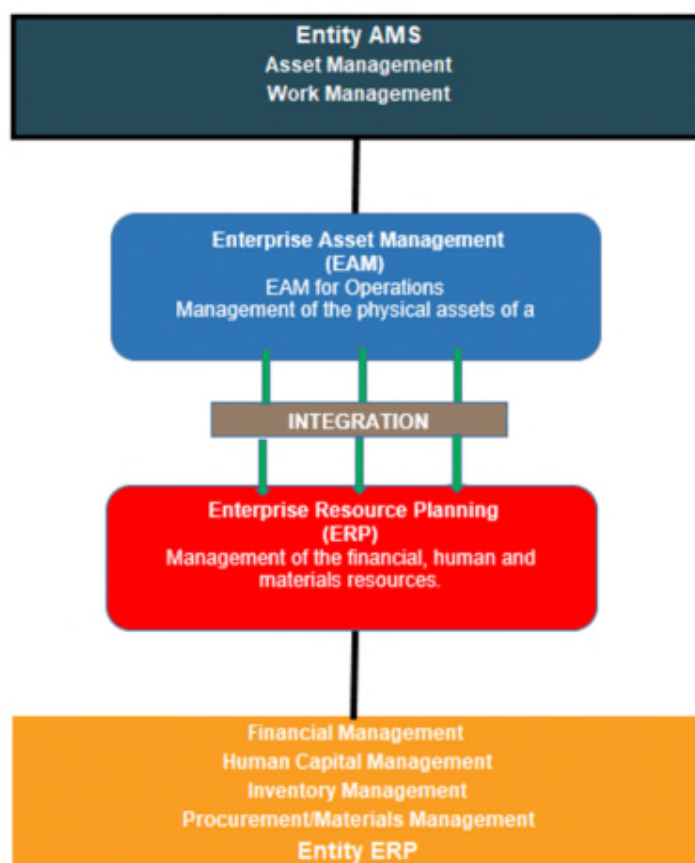 Entity AMS
Asset Management
Work Management
Enterprise Asset Management
(EAM)
EAM for Operations
Management of the physical assets of a
INTEGRATION
Enterprise Resource Planning
(ERP)
Management of the financial, human and
materials resources.
Financial Management
Human Capital Management
Inventory Management
Procurement/Materials Management
Entity ERP